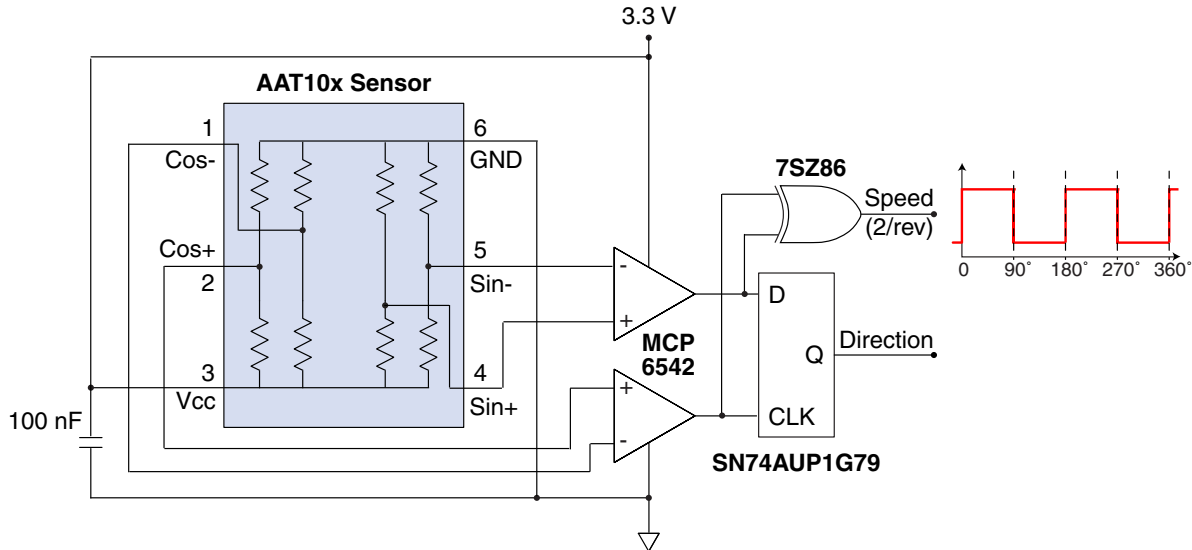 3.3 V
AAT10x Sensor
1
Cos-
6
GND
Cos+
2
5
Sin-
3
Vcc
4
Sin+
100 nF
-
+
MCP
6542
+
-
7SZ86
Speed
(2/rev)
D
Q
CLK
Direction
SN74AUP1G79
0
90˚
180˚
270˚
360˚